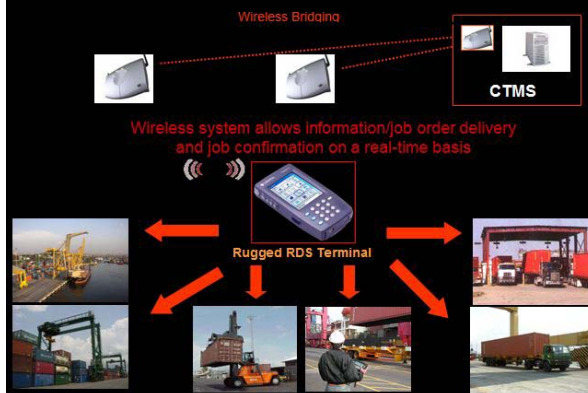 Wireless Bridging
CTMS
Wireless system allows information/job order delivery
and job confirmation on a real-time basis
Rugged RDS Terminal